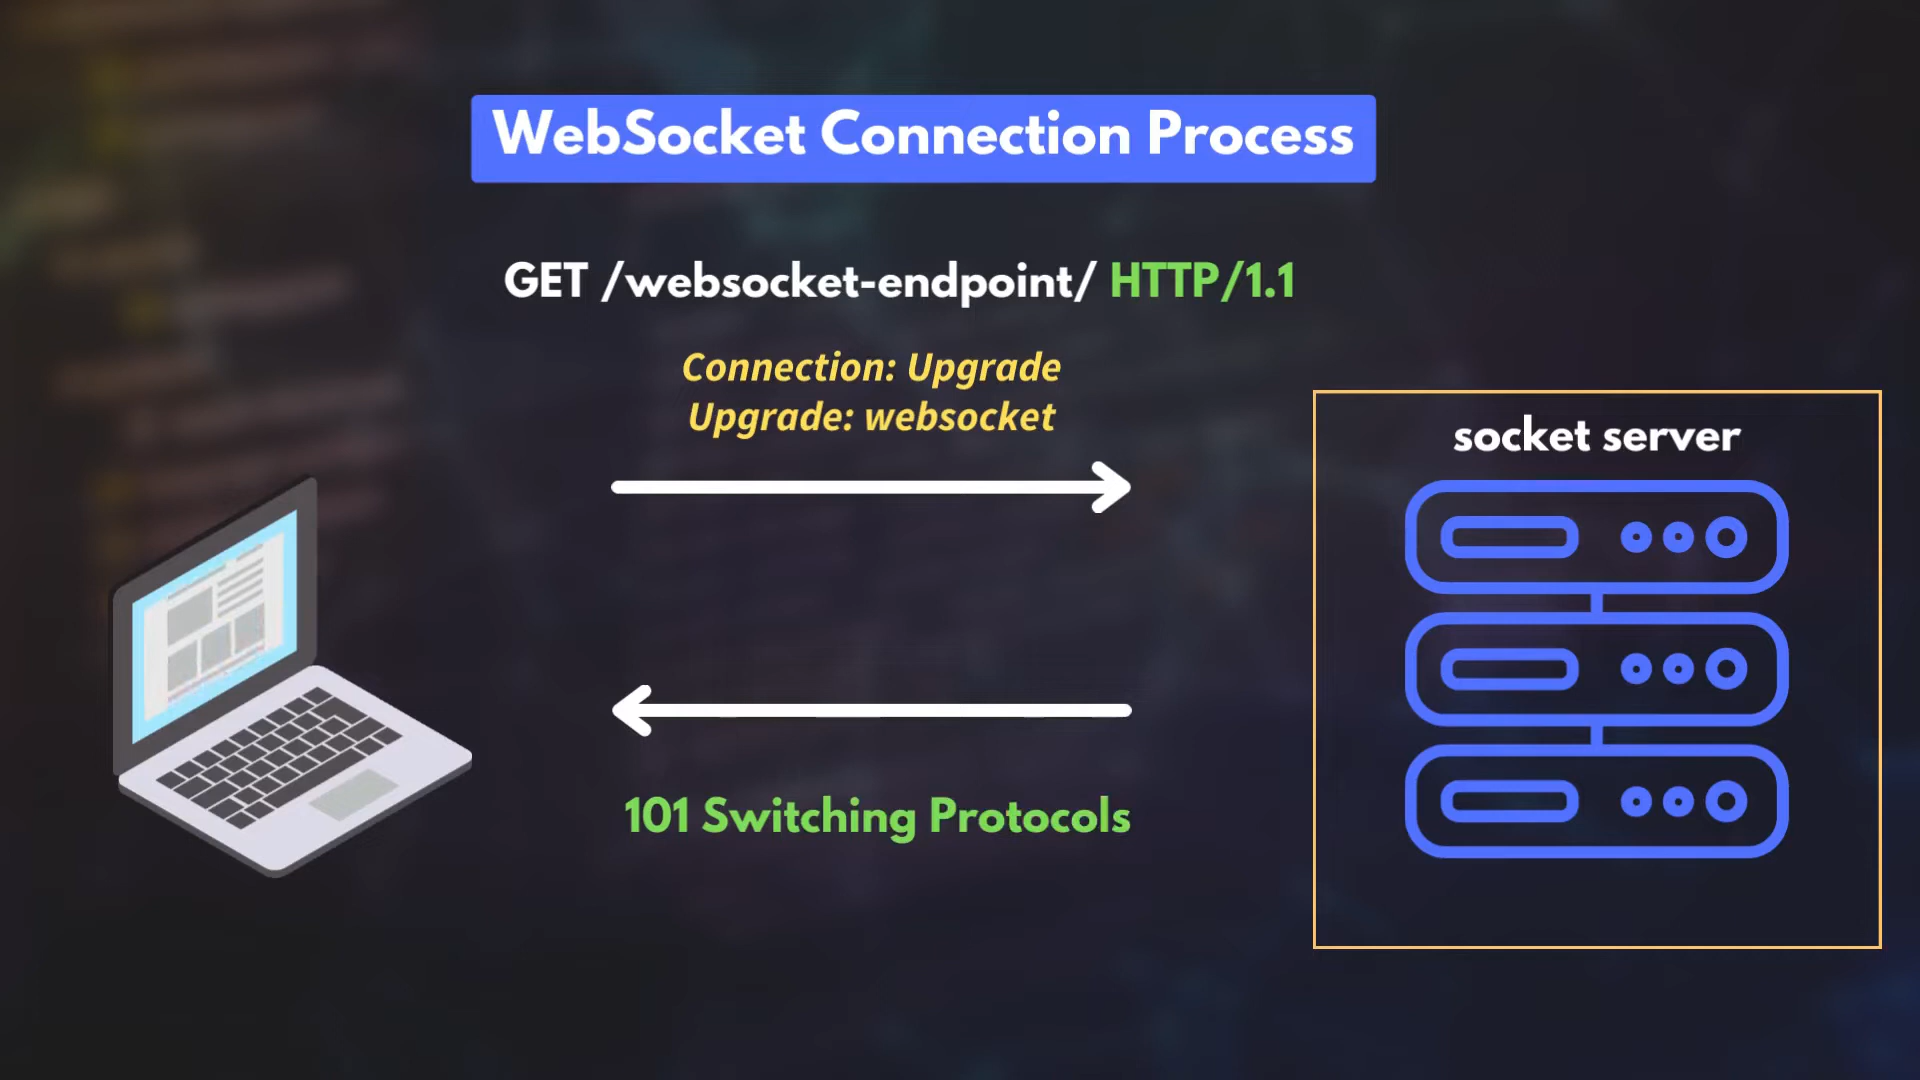 WebSocket Connection Process
GET /websocket-endpoint/ HTTP/1.1
Connection: Upgrade
Upgrade: websocket
socket server
101 Switching Protocols